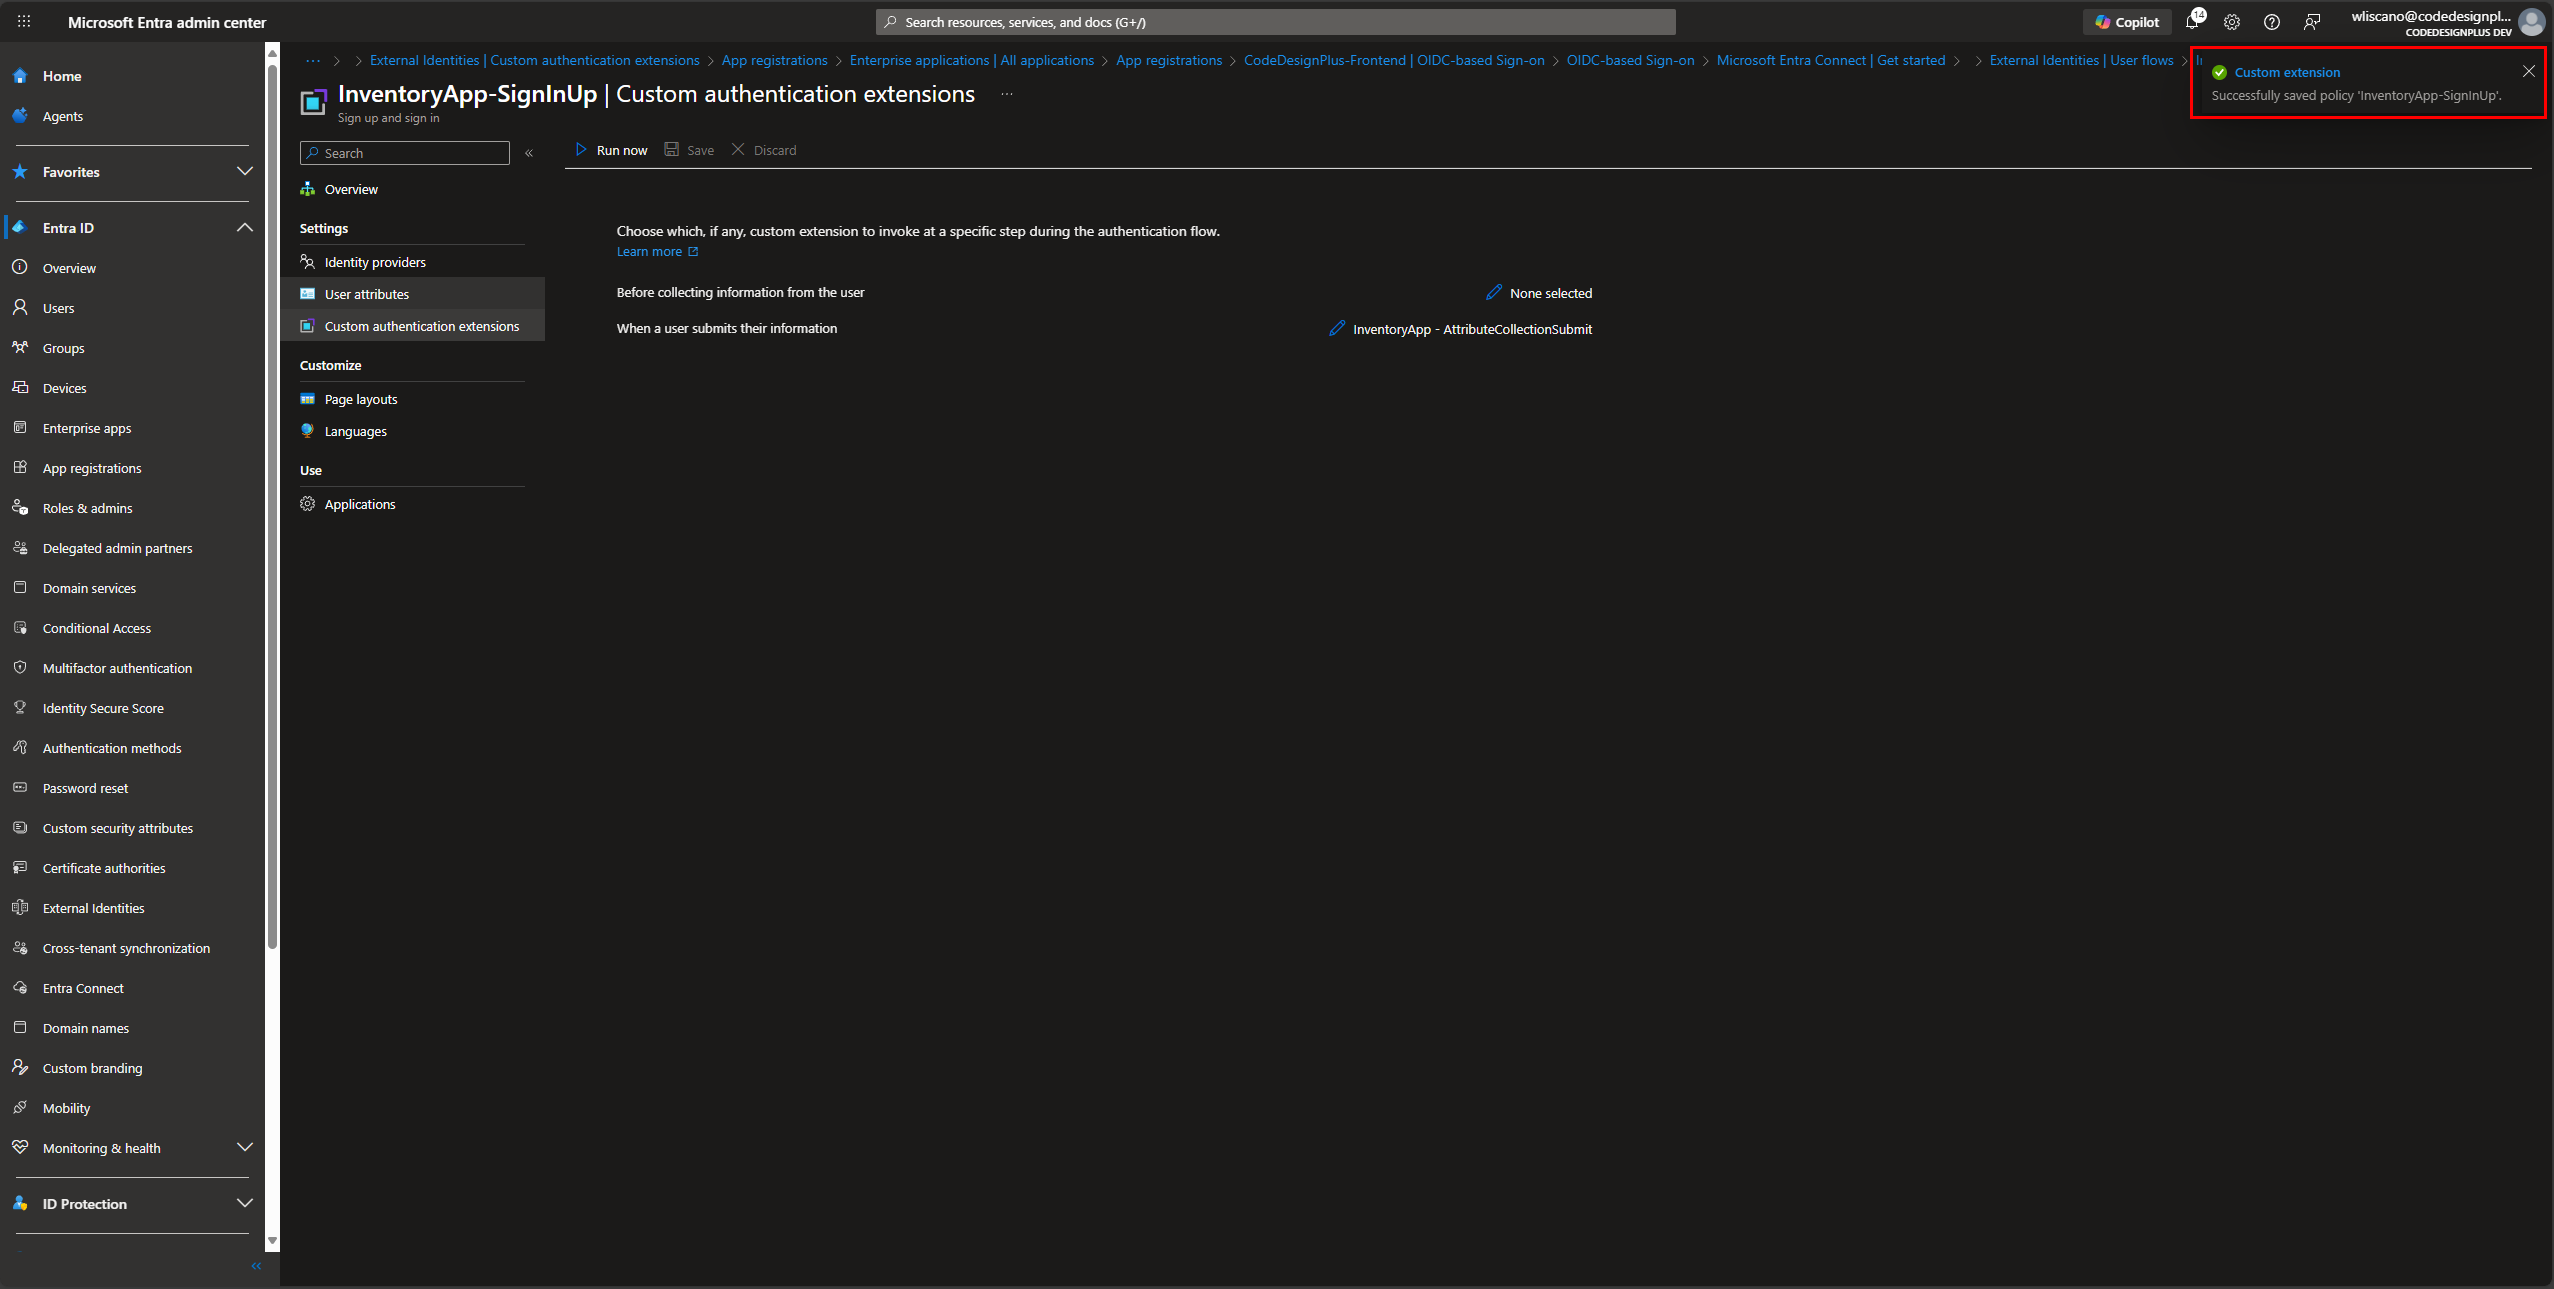 Microsoft Entra admin center
Search resources, services, and docs (G+/)
Copilot
14
wliscano@codedesignpl...
CODEDESIGNPLUS DEV
Home
Agents
Favorites
Entra ID
Overview
Users
Groups
Devices
Enterprise apps
App registrations
Roles & admins
Delegated admin partners
Domain services
Conditional Access
Multifactor authentication
Identity Secure Score
Authentication methods
Password reset
Custom security attributes
Certificate authorities
External Identities
Cross-tenant synchronization
Entra Connect
Domain names
Custom branding
Mobility
Monitoring & health
ID Protection
... > > External Identities | Custom authentication extensions > App registrations > Enterprise applications | All applications > App registrations > CodeDesignPlus-Frontend | OIDC-based Sign-on > OIDC-based Sign-on > Microsoft Entra Connect | Get started > > External Identities | User flows >
InventoryApp-SignInUp | Custom authentication extensions ...
Sign up and sign in
Custom extension
Successfully saved policy 'InventoryApp-SignInUp'.
Search
Overview
Settings
Identity providers
User attributes
Custom authentication extensions
Customize
Page layouts
Languages
Use
Applications
Run now Save Discard
Choose which, if any, custom extension to invoke at a specific step during the authentication flow.
Learn more
Before collecting information from the user None selected
When a user submits their information InventoryApp - AttributeCollectionSubmit